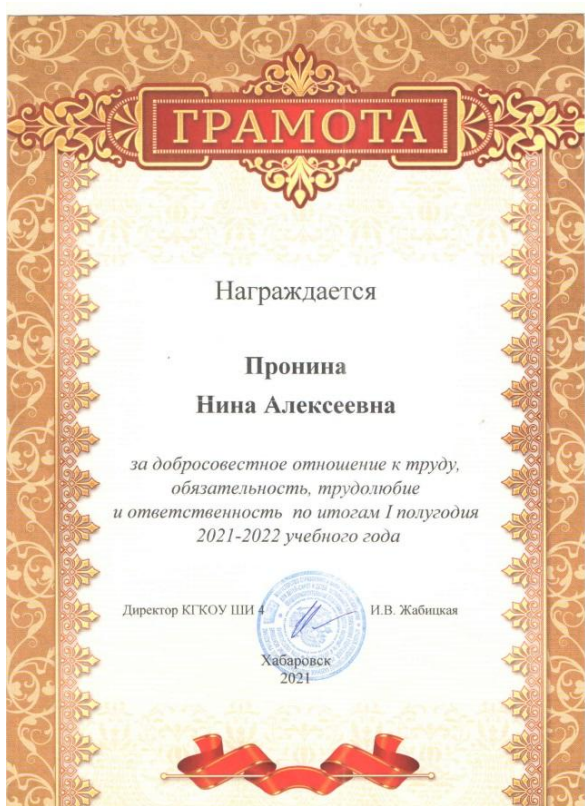 ГРАМОТА
Награждается
Пронина
Нина Алексеевна
за добросовестное отношение к труду,
обязательность, трудолюбие
и ответственность по итогам I полугодия
2021-2022 учебного года
Директор КГКОУ ШИ 4 И.В. Жабицкая
Хабаровск
2021